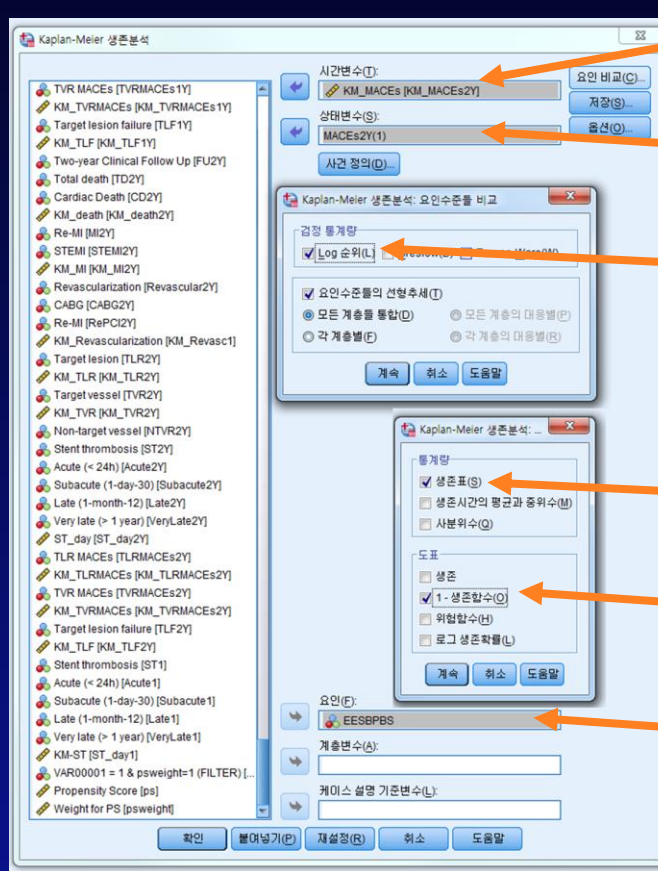 Kaplan-Meier 생존분석
TVR MACEs [TVRMACEs1Y]
KM_TVRMACEs [KM_TVRMACEs1Y]
Target lesion failure [TLF1Y]
KM_TLF [KM_TLF1Y]
Two-year Clinical Follow Up [FU2Y]
Total death [TD2Y]
Cardiac Death [CD2Y]
KM_death [KM_death2Y]
Re-MI [MI2Y]
STEMI [STEMI2Y]
KM_MI [KM_MI2Y]
Revascularization [Revascular2Y]
CABG [CABG2Y]
Re-MI [RePCI2Y]
KM_Revascularization [KM_Revasc1]
Target lesion [TLR2Y]
KM_TLR [KM_TLR2Y]
Target vessel [TVR2Y]
KM_TVR [KM_TVR2Y]
Non-target vessel [NTVR2Y]
Stent thrombosis [ST2Y]
Acute (< 24h) [Acute2Y]
Subacute (1-day-30) [Subacute2Y]
Late (1-month-12) [Late2Y]
Very late (> 1 year) [VeryLate2Y]
ST_day [ST_day2Y]
TLR MACEs [TLRMACEs2Y]
KM_TLRMACEs [KM_TLRMACEs2Y]
TVR MACEs [TVRMACEs2Y]
KM_TVRMACEs [KM_TVRMACEs2Y]
Target lesion failure [TLF2Y]
KM_TLF [KM_TLF2Y]
Stent thrombosis [ST1]
Acute (< 24h) [Acute1]
Subacute (1-day-30) [Subacute1]
Late (1-month-12) [Late1]
Very late (> 1 year) [VeryLate1]
KM-ST [ST_day1]
VAR00001 = 1 & psweight=1 (FILTER) [...
Propensity Score [ps]
Weight for PS [psweight]
시간변수(T):
KM_MACEs [KM_MACEs2Y]
상태변수(S):
MACEs2Y(1)
사건 정의(D)...
요인 비교(C)...
저장(S)...
옵션(O)...
Kaplan-Meier 생존분석: 요인수준들 비교
검정 통계량
Log 순위(L)
요인수준들의 선형추세(T)
모든 계층들 통합(D) 모든 계층의 대응별(P)
각 계층별(F) 각 계층의 대응별(R)
계속 취소 도움말
Kaplan-Meier 생존분석: ...
통계량
생존표(S)
생존시간의 평균과 중위수(M)
사분위수(Q)
도표
생존
1 - 생존함수(O)
위험함수(H)
로그 생존확률(L)
계속 취소 도움말
요인(F):
EESBPBS
계층변수(A):
케이스 설명 기준변수(L):
확인 붙여넣기(P) 재설정(R) 취소 도움말